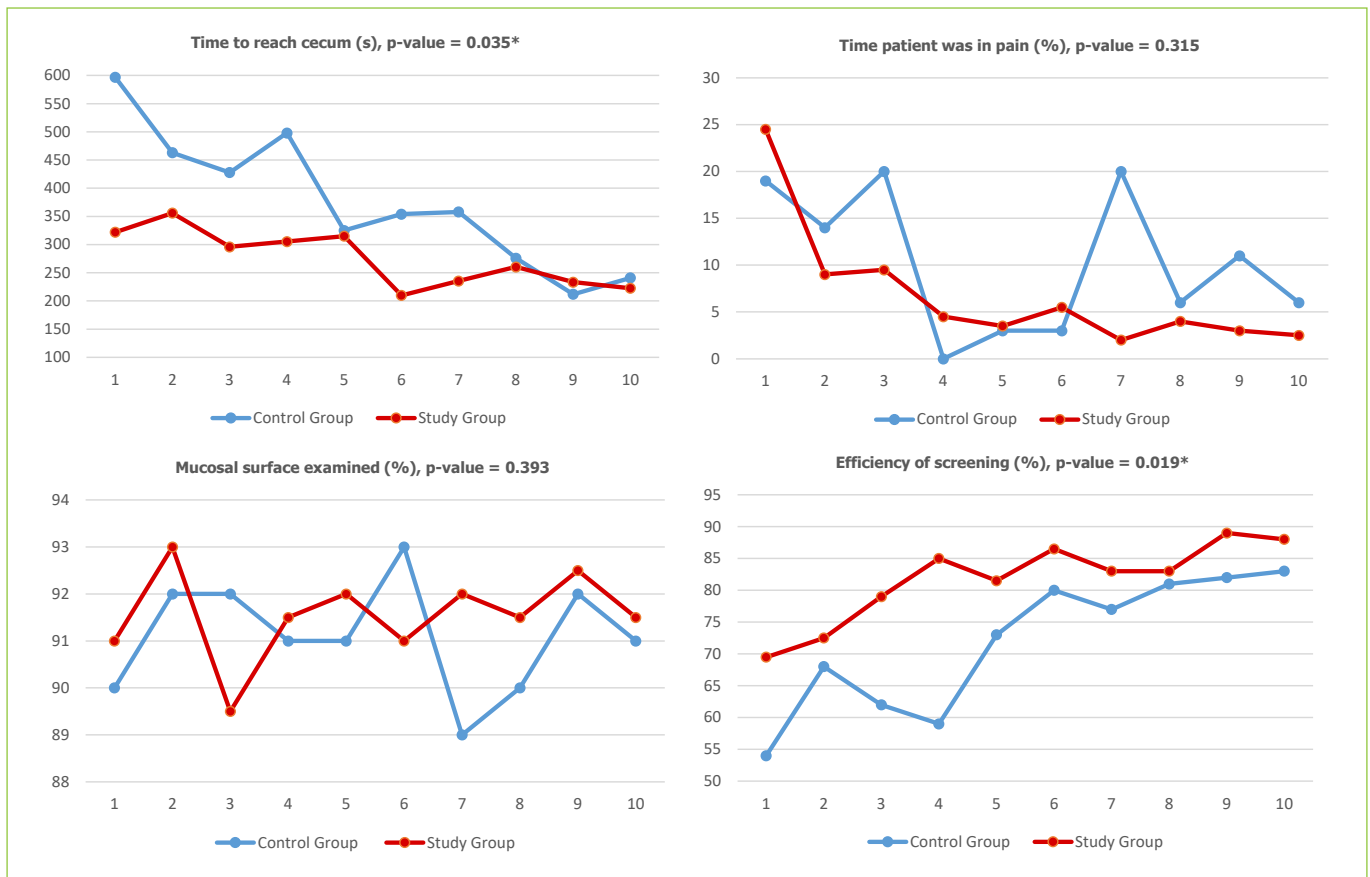 Time to reach cecum (s), p-value = 0.035*
600
550
500
450
400
350
300
250
200
150
100
1 2 3 4 5 6 7 8 9 10
Control Group Study Group
Time patient was in pain (%), p-value = 0.315
30
25
20
15
10
5
0
1 2 3 4 5 6 7 8 9 10
Control Group Study Group
Mucosal surface examined (%), p-value = 0.393
94
93
92
91
90
89
88
1 2 3 4 5 6 7 8 9 10
Control Group Study Group
Efficiency of screening (%), p-value = 0.019*
95
90
85
80
75
70
65
60
55
50
1 2 3 4 5 6 7 8 9 10
Control Group Study Group